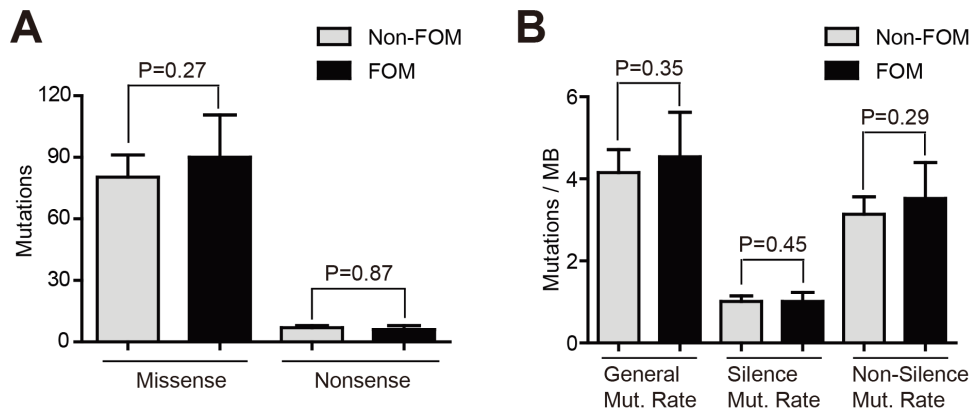 A
Non-FOM
FOM
P=0.27
120
90
60
30
0
Mutations
P=0.87
Missense
Nonsense
B
Non-FOM
FOM
P=0.35
P=0.29
P=0.45
6
4
2
0
Mutations / MB
General
Mut. Rate
Silence
Mut. Rate
Non-Silence
Mut. Rate